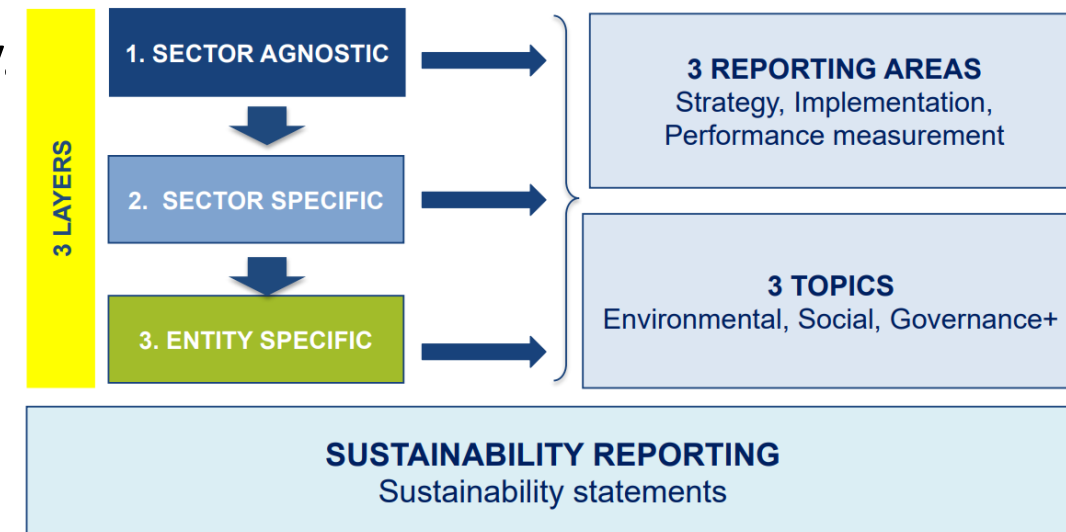 3 LAYERS
1. SECTOR AGNOSTIC
2. SECTOR SPECIFIC
3. ENTITY SPECIFIC
3 REPORTING AREAS
Strategy, Implementation,
Performance measurement
3 TOPICS
Environmental, Social, Governance+
SUSTAINABILITY REPORTING
Sustainability statements